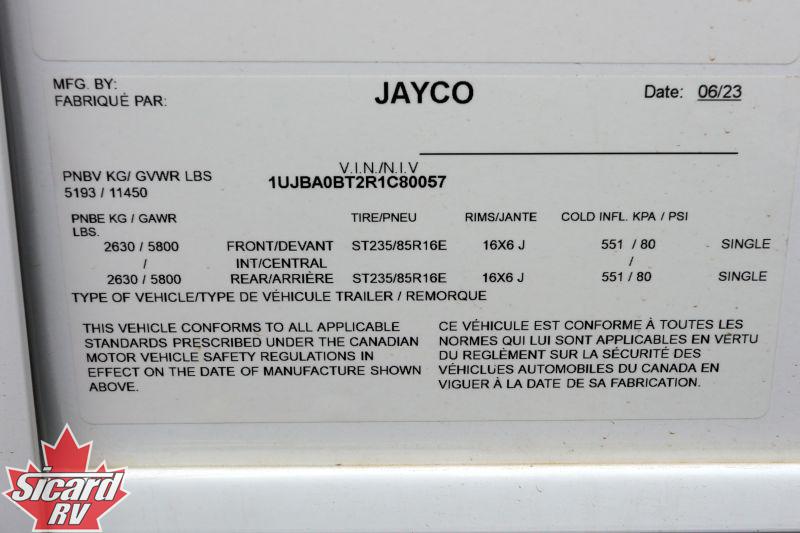 MFG. BY:
FABRIQUÉ PAR:
JAYCO
Date: 06/23
V.I.N./N.I.V
PNBV KG/ GVWR LBS
5193 / 11450
1UJBA0BT2R1C80057
PNBE KG / GAWR LBS. TIRE/PNEU RIMS/JANTE COLD INFL. KPA / PSI
2630 / 5800 FRONT/DEVANT ST235/85R16E 16X6 J 551 / 80 SINGLE
/ INT/CENTRAL /
2630 / 5800 REAR/ARRIÈRE ST235/85R16E 16X6 J 551 / 80 SINGLE
TYPE OF VEHICLE/TYPE DE VÉHICULE TRAILER / REMORQUE
THIS VEHICLE CONFORMS TO ALL APPLICABLE
STANDARDS PRESCRIBED UNDER THE CANADIAN
MOTOR VEHICLE SAFETY REGULATIONS IN
EFFECT ON THE DATE OF MANUFACTURE SHOWN
ABOVE.
CE VÉHICULE EST CONFORME À TOUTES LES
NORMES QUI LUI SONT APPLICABLES EN VERTU
DU REGLÈMENT SUR LA SÉCURITÉ DES
VÉHICLUES AUTOMOBILES DU CANADA EN
VIGUER À LA DATE DE SA FABRICATION.
Sicard
RV